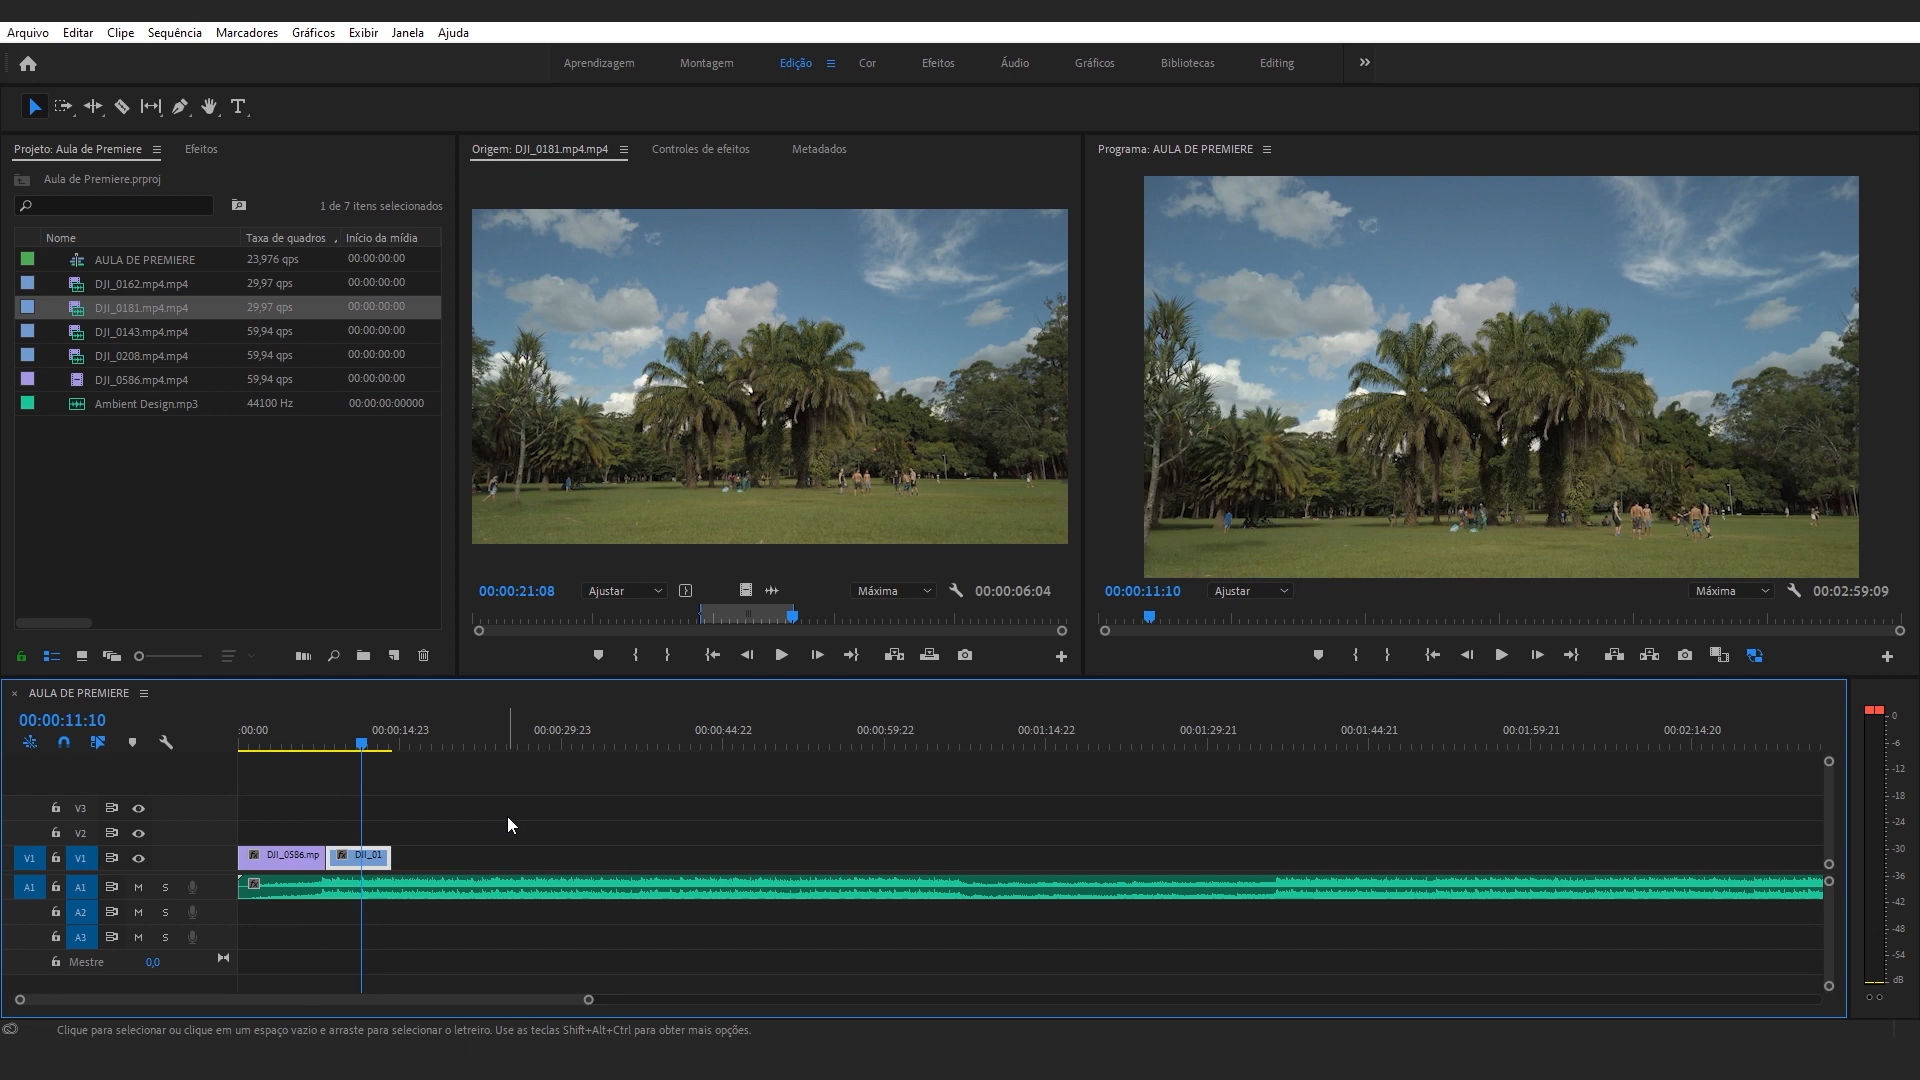 Arquivo Editar Clipe Sequência Marcadores Gráficos Exibir Janela Ajuda
Aprendizagem Montagem Edição Cor Efeitos Áudio Gráficos Bibliotecas Editing
Projeto: Aula de Premiere Efeitos
Aula de Premiere.prproj
1 de 7 itens selecionados
Nome Taxa de quadros Início da mídia
AULA DE PREMIERE 23,976 qps 00:00:00:00
DJI_0162.mp4.mp4 29,97 qps 00:00:00:00
DJI_0181.mp4.mp4 29,97 qps 00:00:00:00
DJI_0143.mp4.mp4 59,94 qps 00:00:00:00
DJI_0208.mp4.mp4 59,94 qps 00:00:00:00
DJI_0586.mp4.mp4 59,94 qps 00:00:00:00
Ambient Design.mp3 44100 Hz 00:00:00:00000
Origem: DJI_0181.mp4.mp4 Controles de efeitos Metadados
00:00:21:08 Ajustar Máxima 00:00:06:04
Programa: AULA DE PREMIERE
00:00:11:10 Ajustar Máxima 00:02:59:09
× AULA DE PREMIERE
00:00:11:10
:00:00 00:00:14:23 00:00:29:23 00:00:44:22 00:00:59:22 00:01:14:22 00:01:29:21 00:01:44:21 00:01:59:21 00:02:14:20
V3
V2
V1 V1 fx DJI_0586.mp fx DJI_01
A1 A1 M S fx
A2 M S
A3 M S
Mestre 0,0
0
-6
-12
-18
-24
-30
-36
-42
-48
-54
dB
Clique para selecionar ou clique em um espaço vazio e arraste para selecionar o letreiro. Use as teclas Shift+Alt+Ctrl para obter mais opções.